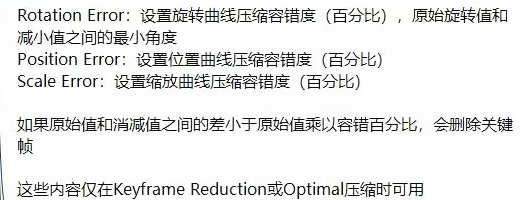 Rotation Error：设置旋转曲线压缩容错度（百分比），原始旋转值和
减小值之间的最小角度
Position Error：设置位置曲线压缩容错度（百分比）
Scale Error：设置缩放曲线压缩容错度（百分比）
如果原始值和消减值之间的差小于原始值乘以容错百分比，会删除关键
帧
这些内容仅在Keyframe Reduction或Optimal压缩时可用